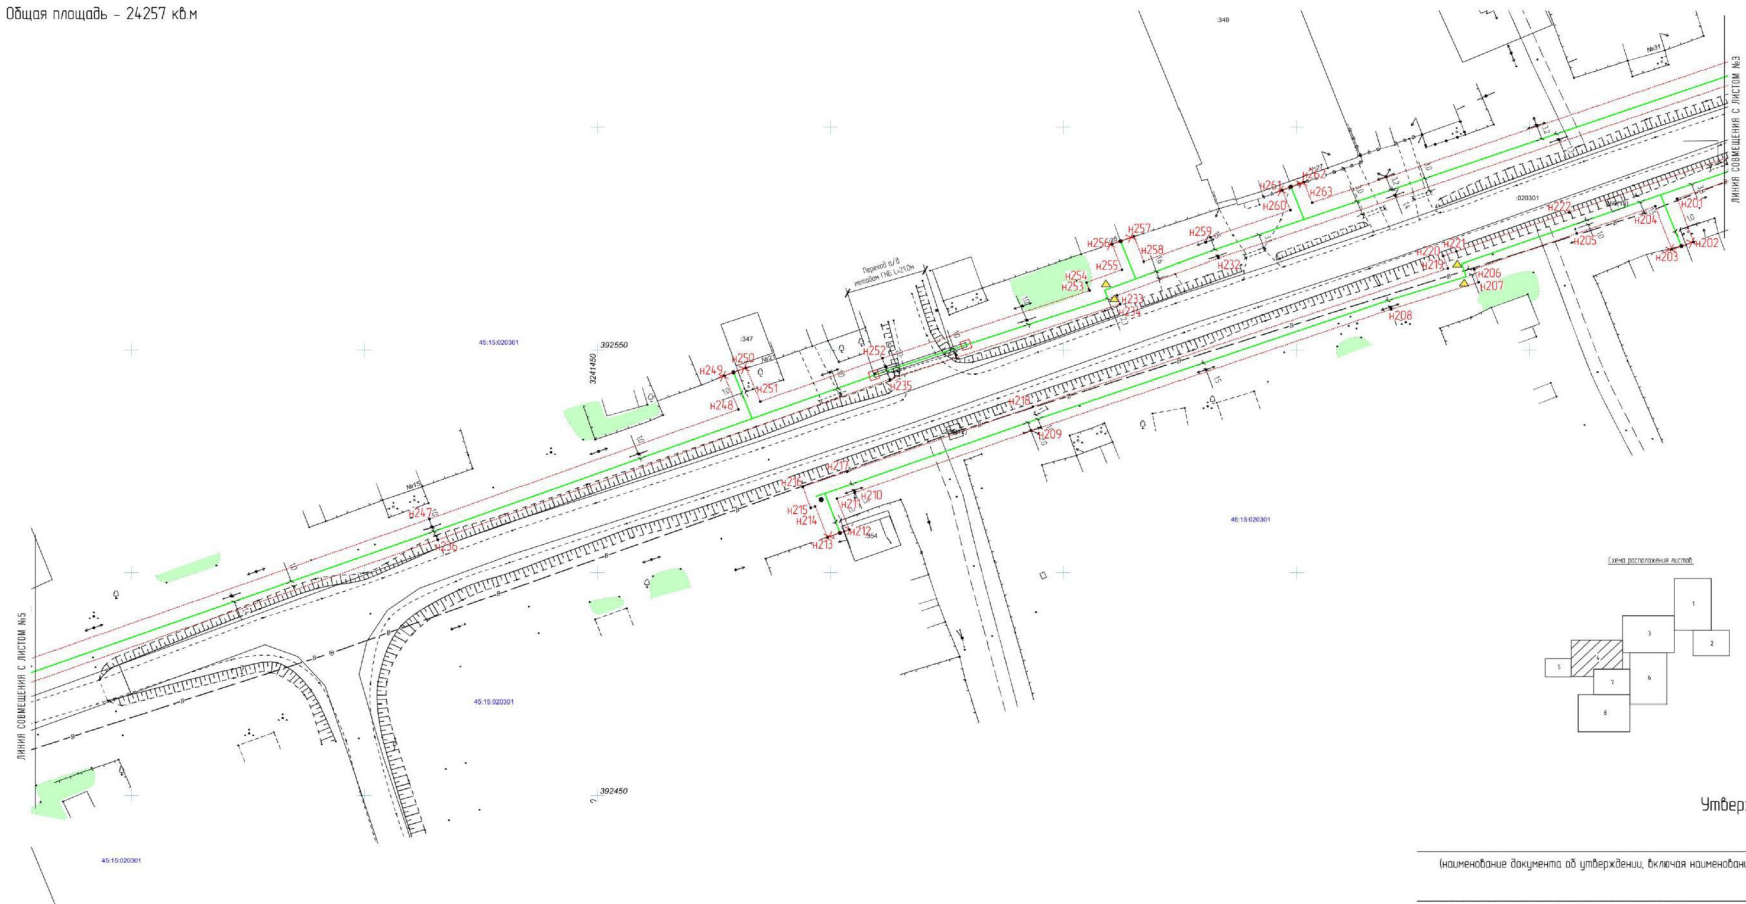 Общая площадь - 24257 кв.м
:348
№31
ЛИНИЯ СОВМЕЩЕНИЯ С ЛИСТОМ №3
н262
н261
н263
н260
:020301
н222
н201
н204
н202
н205
н203
н257
н256
н259
н258
н255
н232
н221
н220
н219
н206
н207
н254
н253
н233
н234
н208
Переход а/д
методом ГНБ L=21,0м
45:15:020301
392550
3241450
:347
н252
н250
н249
н251
н248
н235
н218
н209
н217
н216
н210
н211
н215
н214
н212
н213
№15
н247
н236
45:15:020301
Схема расположения листов
1
3
2
5
4
7
6
8
ЛИНИЯ СОВМЕЩЕНИЯ С ЛИСТОМ №5
45:15:020301
392450
Утвер
45:15:020301
(наименование документа об утверждении, включая наименован